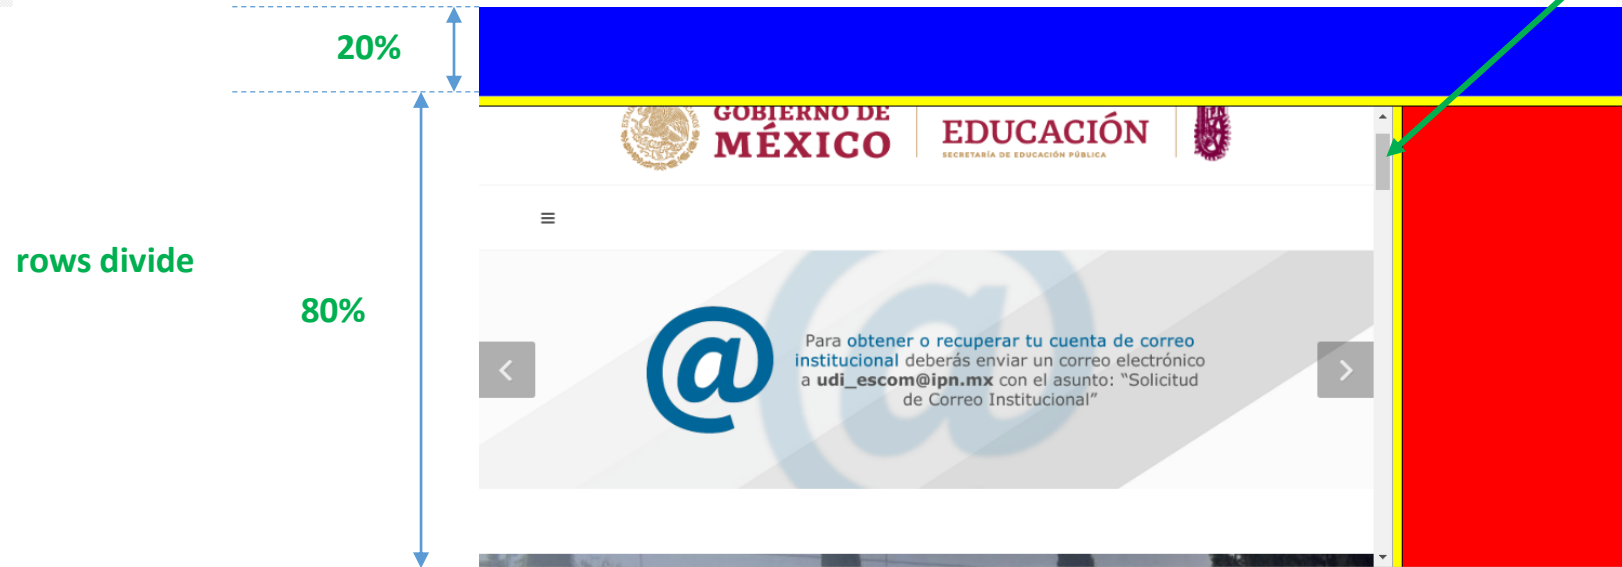 20%
GOBIERNO DE
MÉXICO
EDUCACIÓN
SECRETARÍA DE EDUCACIÓN PÚBLICA
rows divide
80%
Para obtener o recuperar tu cuenta de correo
institucional deberás enviar un correo electrónico
a udi_escom@ipn.mx con el asunto: “Solicitud
de Correo Institucional”
@